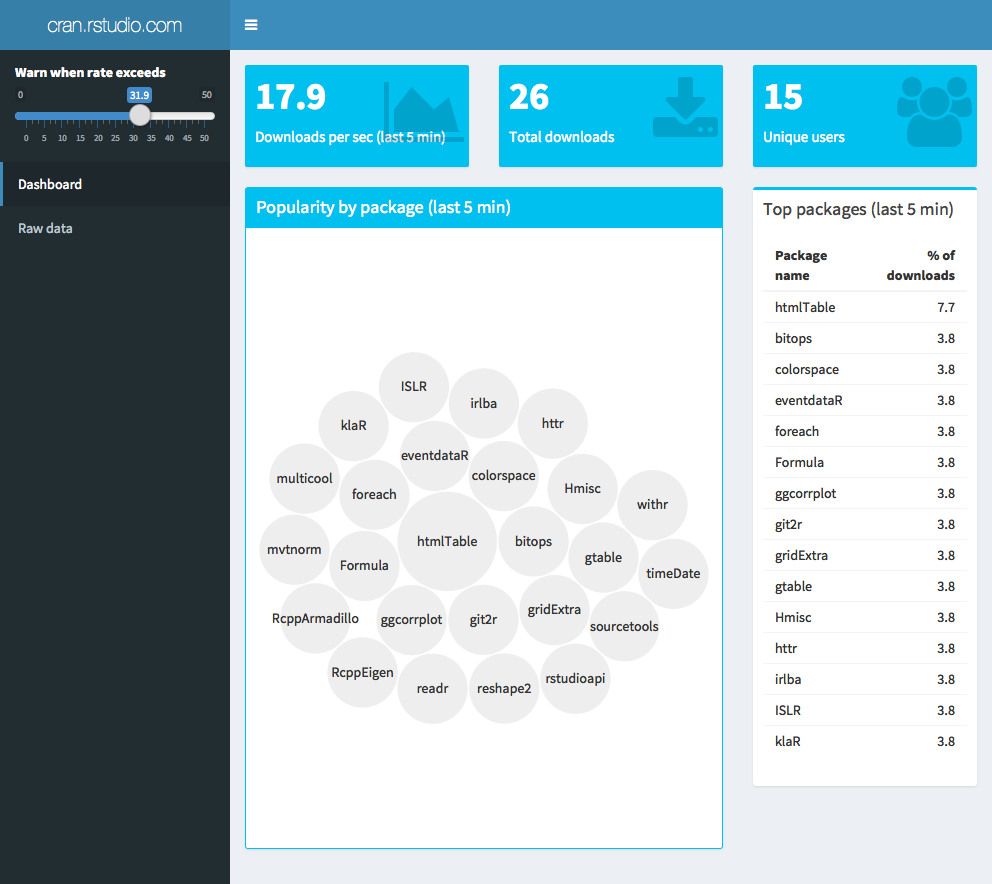 cran.rstudio.com
Warn when rate exceeds
0 31.9 50
0 5 10 15 20 25 30 35 40 45 50
Dashboard
Raw data
17.9
Downloads per sec (last 5 min)
26
Total downloads
15
Unique users
Popularity by package (last 5 min)
ISLR
irlba
httr
klaR
eventdataR
colorspace
multicool
foreach
Hmisc
withr
htmlTable
bitops
mvtnorm
Formula
gtable
timeDate
RcppArmadillo
ggcorrplot
git2r
gridExtra
sourcetools
RcppEigen
readr
reshape2
rstudioapi
Top packages (last 5 min)
Package name % of downloads
htmlTable 7.7
bitops 3.8
colorspace 3.8
eventdataR 3.8
foreach 3.8
Formula 3.8
ggcorrplot 3.8
git2r 3.8
gridExtra 3.8
gtable 3.8
Hmisc 3.8
httr 3.8
irlba 3.8
ISLR 3.8
klaR 3.8